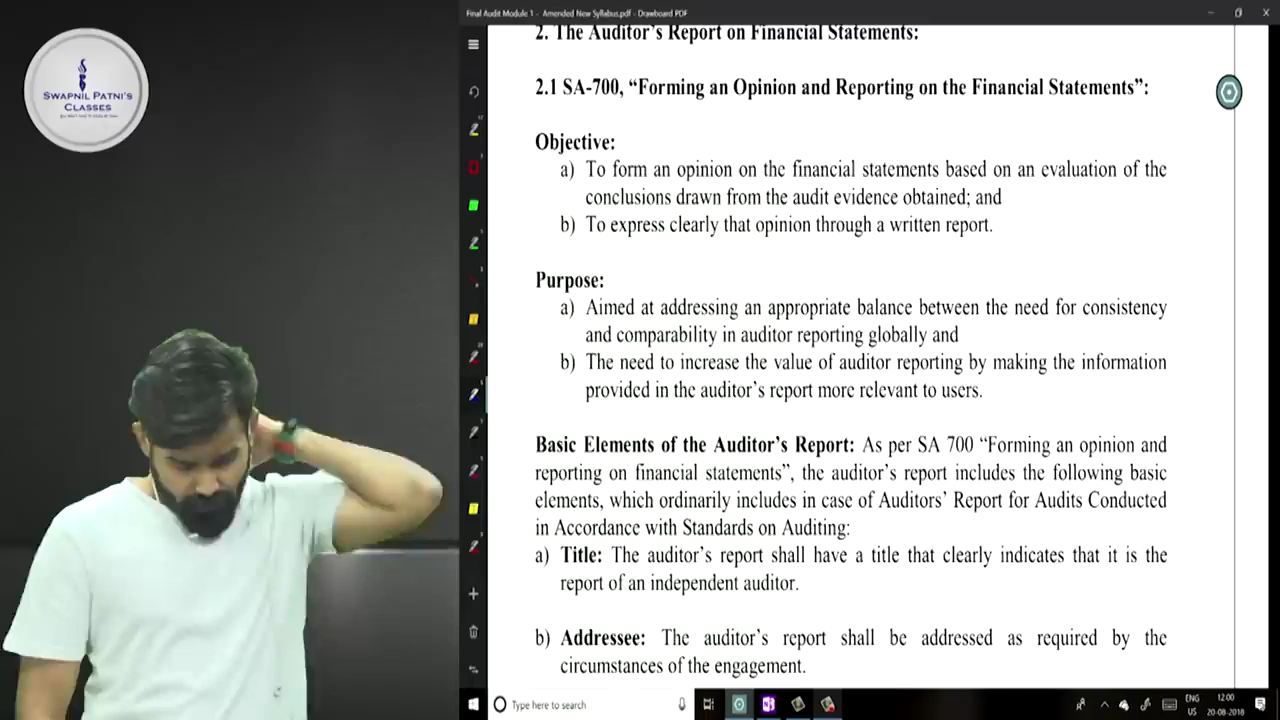 Final Audit Module 1 - Amended New Syllabus.pdf - Drawboard PDF
SWAPNIL PATNI'S
CLASSES
2. The Auditor's Report on Financial Statements:
2.1 SA-700, “Forming an Opinion and Reporting on the Financial Statements”:
Objective:
a) To form an opinion on the financial statements based on an evaluation of the
conclusions drawn from the audit evidence obtained; and
b) To express clearly that opinion through a written report.
Purpose:
a) Aimed at addressing an appropriate balance between the need for consistency
and comparability in auditor reporting globally and
b) The need to increase the value of auditor reporting by making the information
provided in the auditor's report more relevant to users.
Basic Elements of the Auditor's Report: As per SA 700 “Forming an opinion and
reporting on financial statements”, the auditor's report includes the following basic
elements, which ordinarily includes in case of Auditors' Report for Audits Conducted
in Accordance with Standards on Auditing:
a) Title: The auditor's report shall have a title that clearly indicates that it is the
report of an independent auditor.
b) Addressee: The auditor's report shall be addressed as required by the
circumstances of the engagement.
Type here to search
ENG
US
12:00
20-08-2018